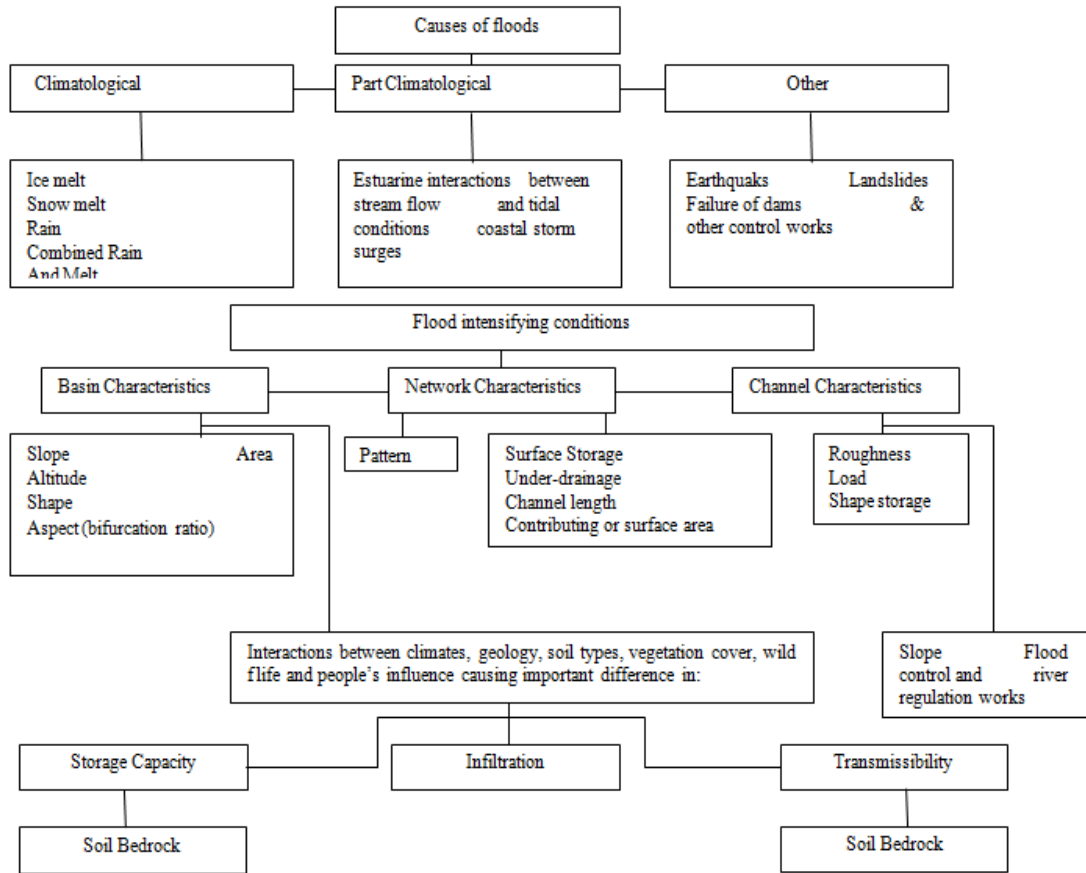 Causes of floods
Climatological
Part Climatological
Other
Ice melt
Snow melt
Rain
Combined Rain
And Melt
Estuarine interactions between
stream flow and tidal
conditions coastal storm
surges
Earthquaks Landslides
Failure of dams &
other control works
Flood intensifying conditions
Basin Characteristics
Network Characteristics
Channel Characteristics
Slope Area
Altitude
Shape
Aspect (bifurcation ratio)
Pattern
Surface Storage
Under-drainage
Channel length
Contributing or surface area
Roughness
Load
Shape storage
Interactions between climates, geology, soil types, vegetation cover, wild
flife and people’s influence causing important difference in:
Slope Flood
control and river
regulation works
Storage Capacity
Infiltration
Transmissibility
Soil Bedrock
Soil Bedrock